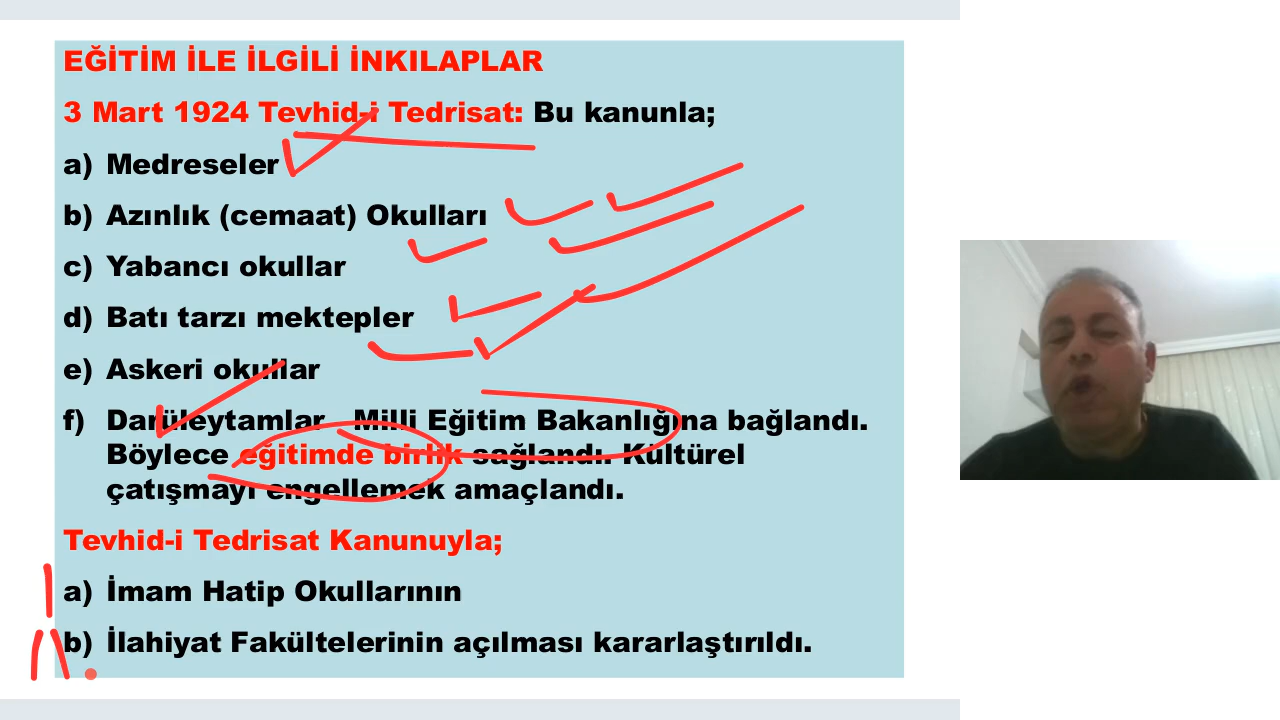 EĞİTİM İLE İLGİLİ İNKILAPLAR
3 Mart 1924 Tevhid-i Tedrisat: Bu kanunla;
a) Medreseler
b) Azınlık (cemaat) Okulları
c) Yabancı okullar
d) Batı tarzı mektepler
e) Askeri okullar
f) Darüleytamlar Milli Eğitim Bakanlığına bağlandı.
Böylece eğitimde birlik sağlandı. Kültürel
çatışmayı engellemek amaçlandı.
Tevhid-i Tedrisat Kanunuyla;
a) İmam Hatip Okullarının
b) İlahiyat Fakültelerinin açılması kararlaştırıldı.